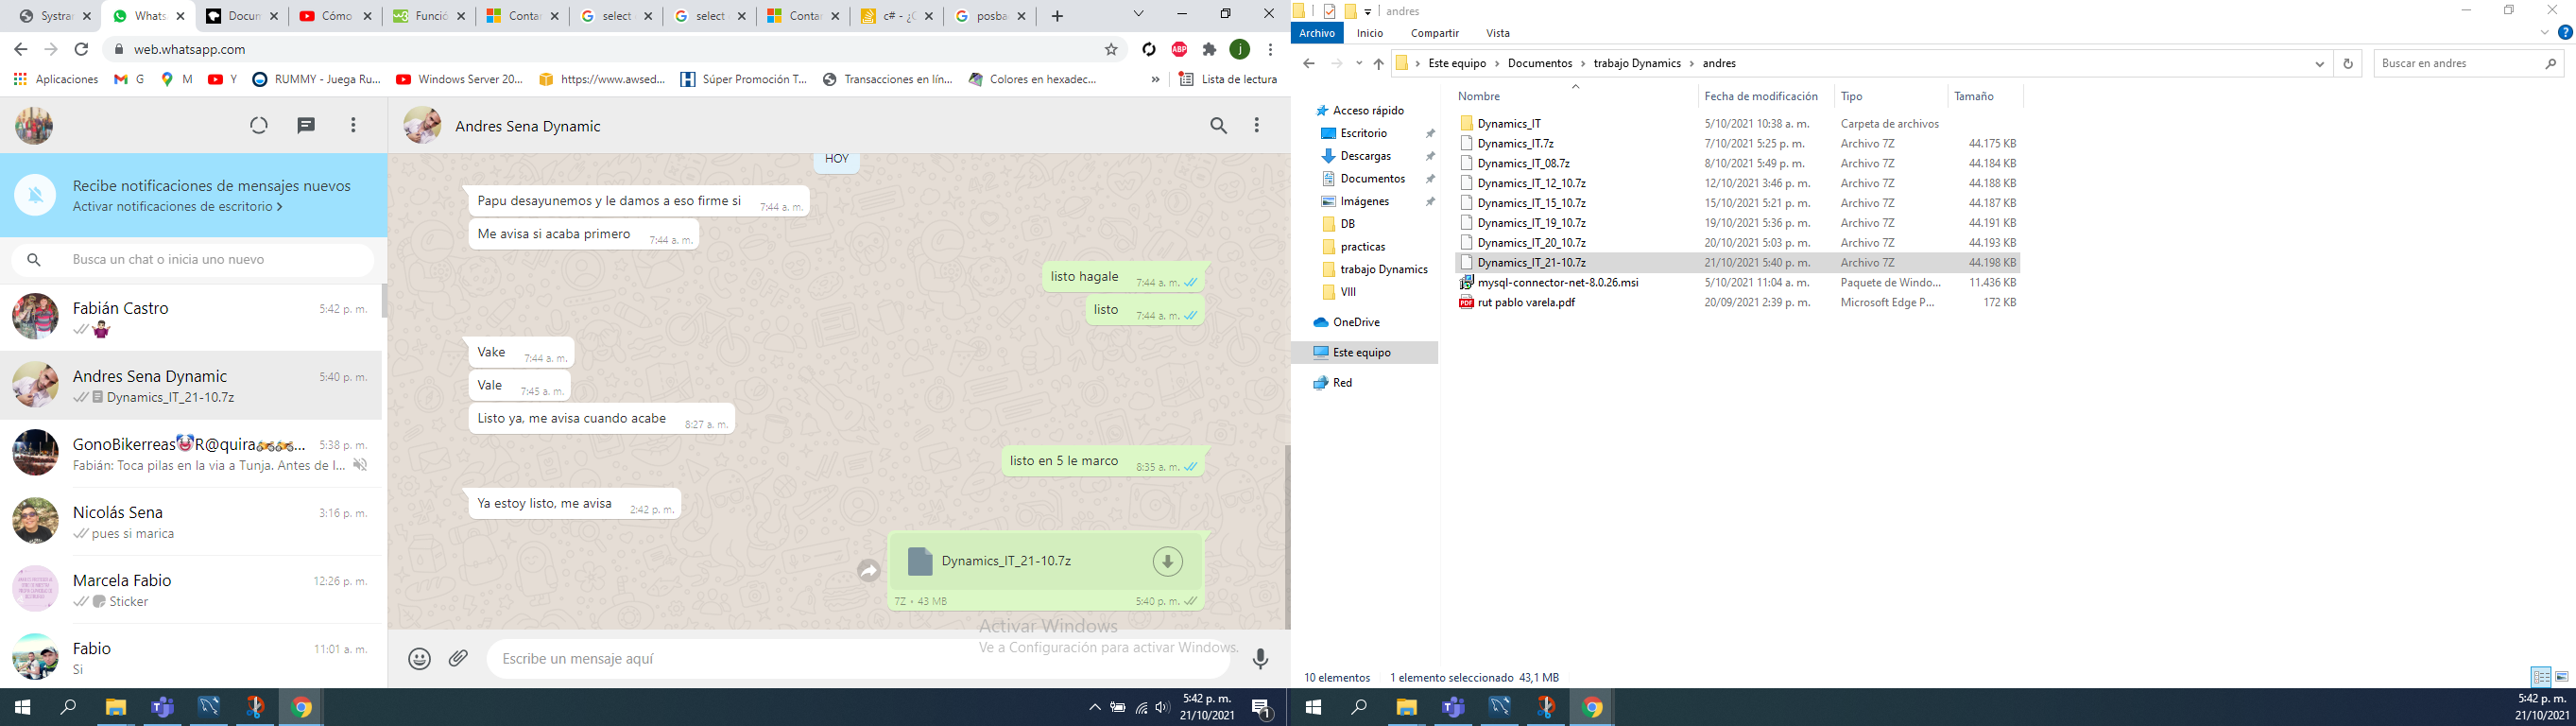 Systrar
Whats
Docum
Cómo
Funció
Contar
select
select
Contar
c# - ¿C
posba
web.whatsapp.com
j
Aplicaciones
G
M
Y
RUMMY - Juega Ru...
Windows Server 20...
https://www.awsed...
Súper Promoción T...
Transacciones en lín...
Colores en hexadec...
»
Lista de lectura
Recibe notificaciones de mensajes nuevos
Activar notificaciones de escritorio >
Busca un chat o inicia uno nuevo
Fabián Castro 5:42 p. m.
🤷🏻‍♂️
Andres Sena Dynamic 5:40 p. m.
Dynamics_IT_21-10.7z
GonoBikerreas🤡R@quira🏍🏍... 5:38 p. m.
Fabián: Toca pilas en la via a Tunja. Antes de l...
Nicolás Sena 3:16 p. m.
pues si marica
Marcela Fabio 12:26 p. m.
Sticker
Fabio 11:01 a. m.
Si
Andres Sena Dynamic
HOY
Papu desayunemos y le damos a eso firme si 7:44 a. m.
Me avisa si acaba primero 7:44 a. m.
listo hagale 7:44 a. m.
listo 7:44 a. m.
Vake 7:44 a. m.
Vale 7:45 a. m.
Listo ya, me avisa cuando acabe 8:27 a. m.
listo en 5 le marco 8:35 a. m.
Ya estoy listo, me avisa 2:42 p. m.
Dynamics_IT_21-10.7z
7Z • 43 MB 5:40 p. m.
Activar Windows
Ve a Configuración para activar Windows.
Escribe un mensaje aquí
5:42 p. m.
21/10/2021
1
andres
Archivo Inicio Compartir Vista
Este equipo > Documentos > trabajo Dynamics > andres
Buscar en andres
Acceso rápido
Escritorio
Descargas
Documentos
Imágenes
DB
practicas
trabajo Dynamics
VIII
OneDrive
Este equipo
Red
Nombre Fecha de modificación Tipo Tamaño
Dynamics_IT 5/10/2021 10:38 a. m. Carpeta de archivos
Dynamics_IT.7z 7/10/2021 5:25 p. m. Archivo 7Z 44.175 KB
Dynamics_IT_08.7z 8/10/2021 5:49 p. m. Archivo 7Z 44.184 KB
Dynamics_IT_12_10.7z 12/10/2021 3:46 p. m. Archivo 7Z 44.188 KB
Dynamics_IT_15_10.7z 15/10/2021 5:21 p. m. Archivo 7Z 44.187 KB
Dynamics_IT_19_10.7z 19/10/2021 5:36 p. m. Archivo 7Z 44.191 KB
Dynamics_IT_20_10.7z 20/10/2021 5:03 p. m. Archivo 7Z 44.193 KB
Dynamics_IT_21-10.7z 21/10/2021 5:40 p. m. Archivo 7Z 44.198 KB
mysql-connector-net-8.0.26.msi 5/10/2021 11:04 a. m. Paquete de Windo... 11.436 KB
rut pablo varela.pdf 20/09/2021 2:39 p. m. Microsoft Edge P... 172 KB
10 elementos 1 elemento seleccionado 43,1 MB
5:42 p. m.
21/10/2021